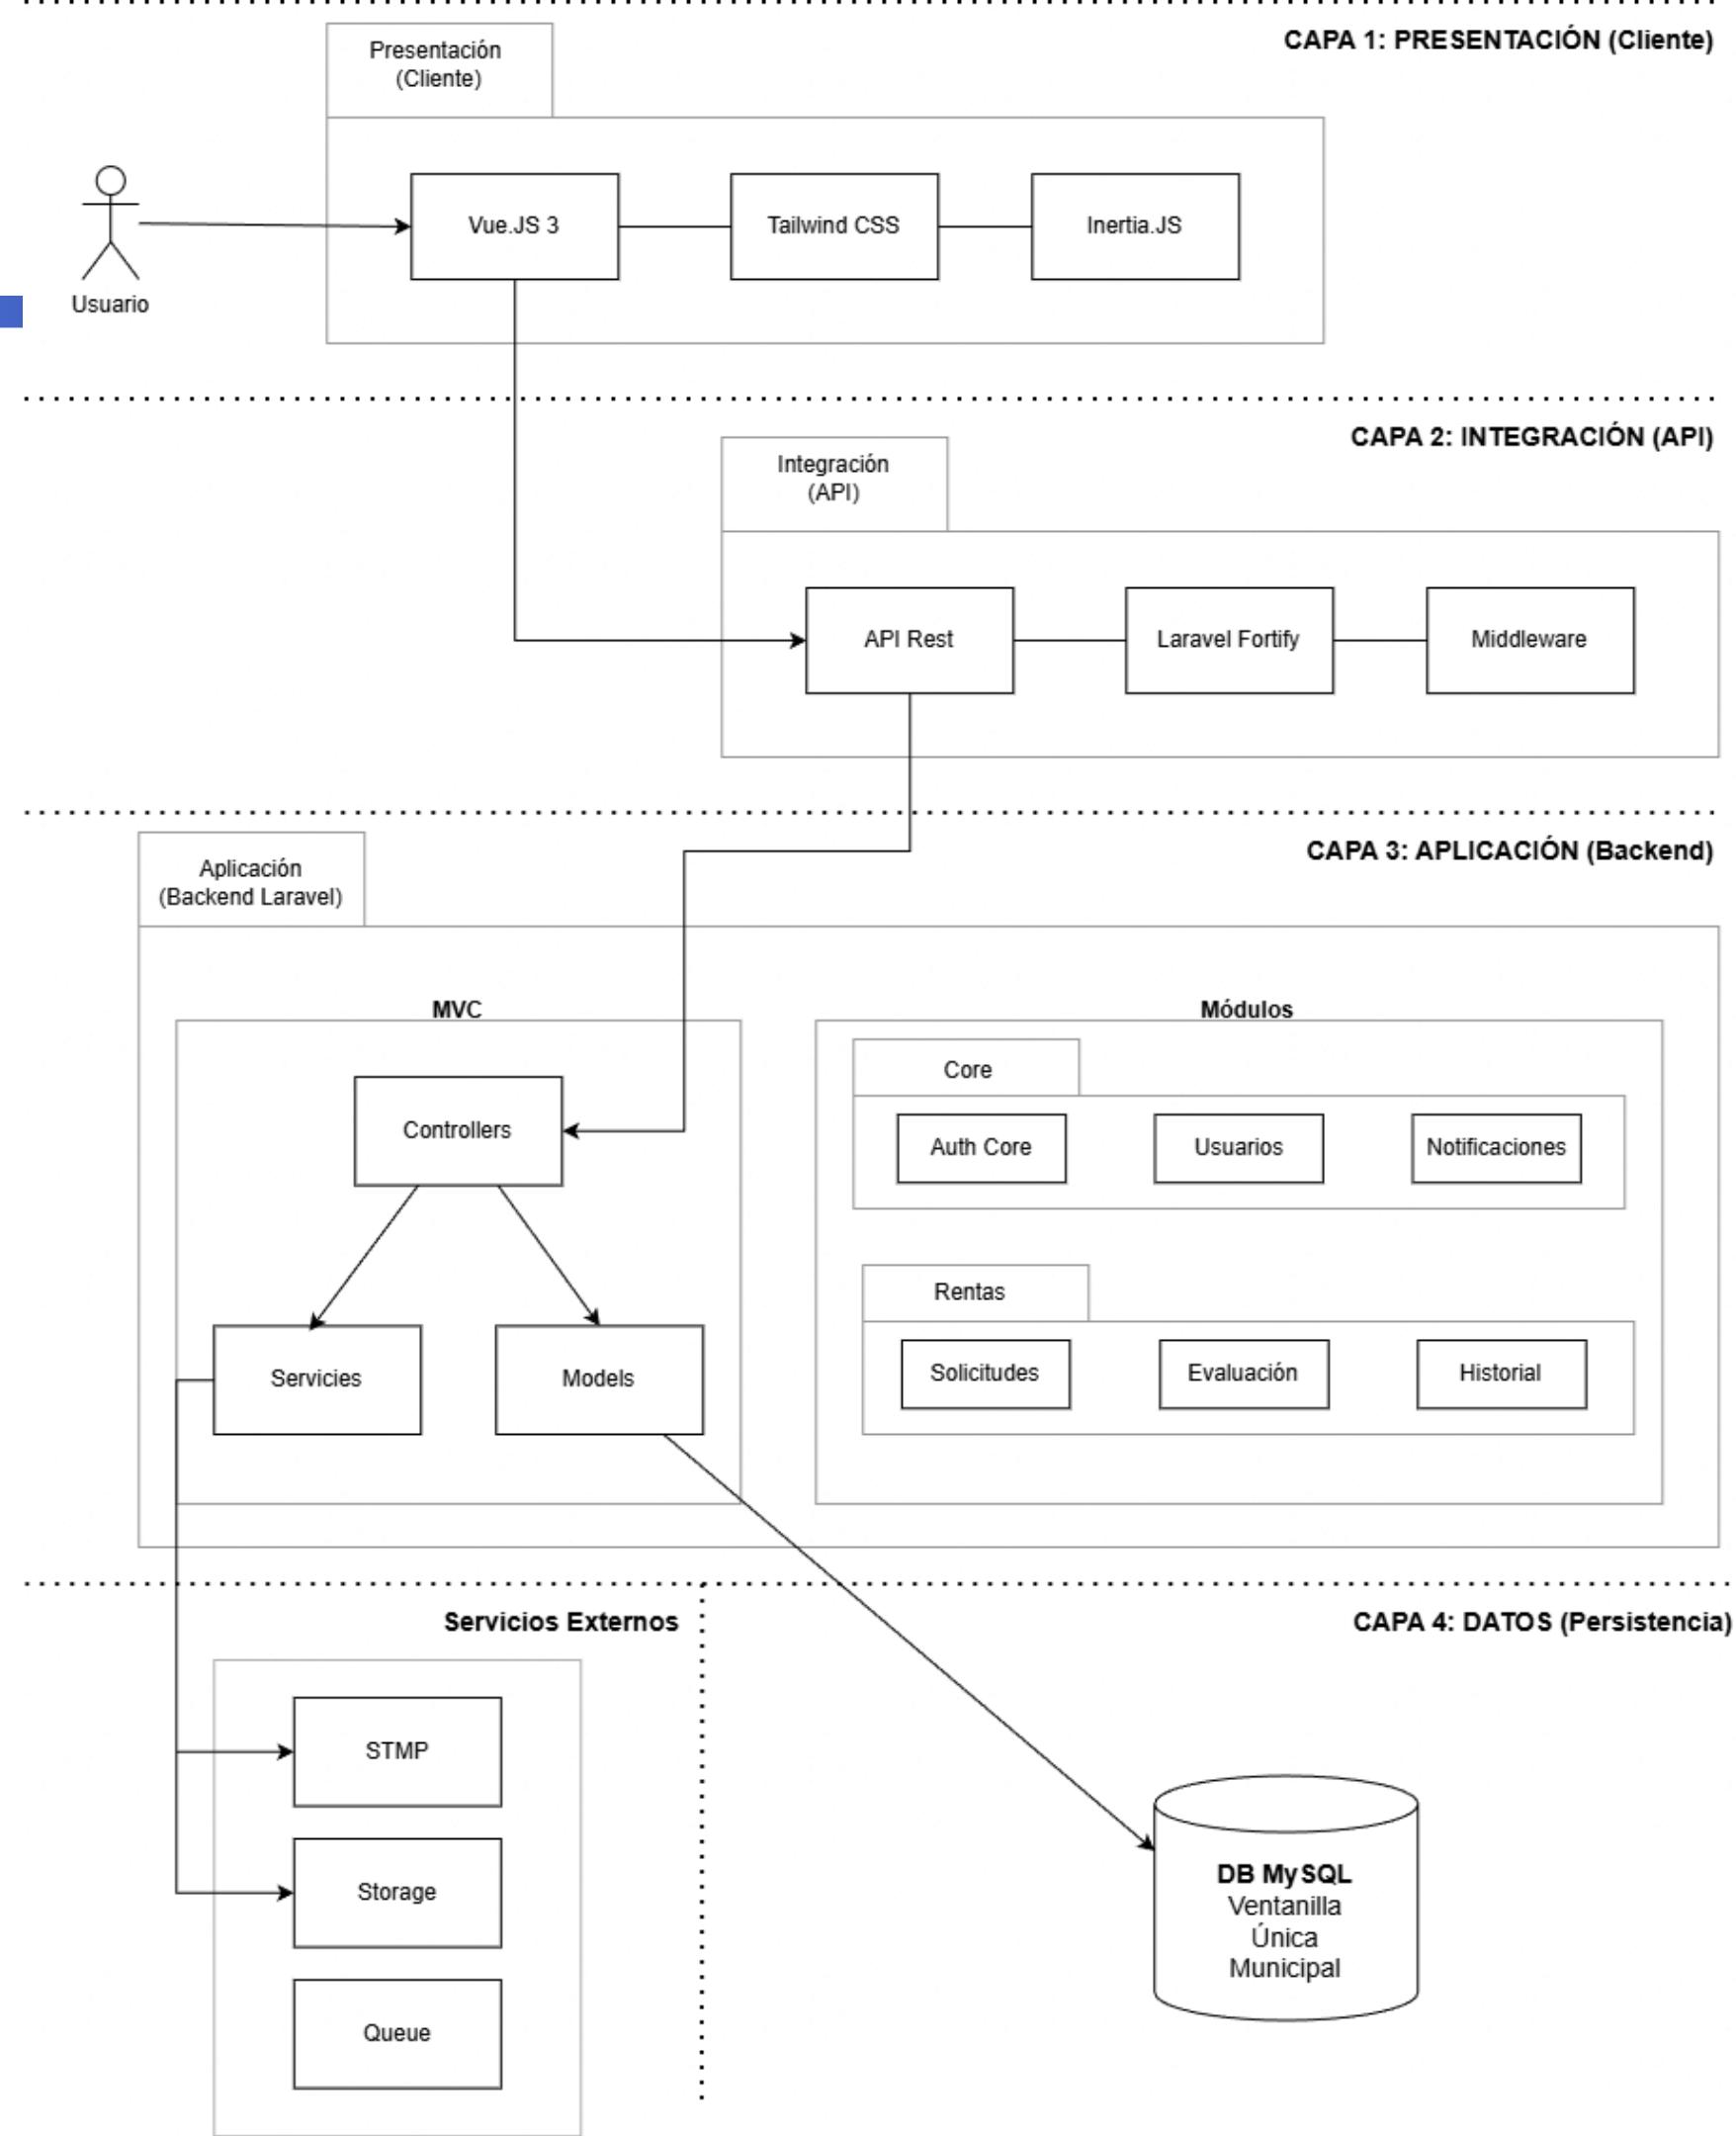 CAPA 1: PRESENTACIÓN (Cliente)
Presentación
(Cliente)
Vue.JS 3
Tailwind CSS
Inertia.JS
Usuario
CAPA 2: INTEGRACIÓN (API)
Integración
(API)
API Rest
Laravel Fortify
Middleware
CAPA 3: APLICACIÓN (Backend)
Aplicación
(Backend Laravel)
MVC
Controllers
Servicies
Models
Módulos
Core
Auth Core
Usuarios
Notificaciones
Rentas
Solicitudes
Evaluación
Historial
Servicios Externos
STMP
Storage
Queue
CAPA 4: DATOS (Persistencia)
DB MySQL
Ventanilla
Única
Municipal